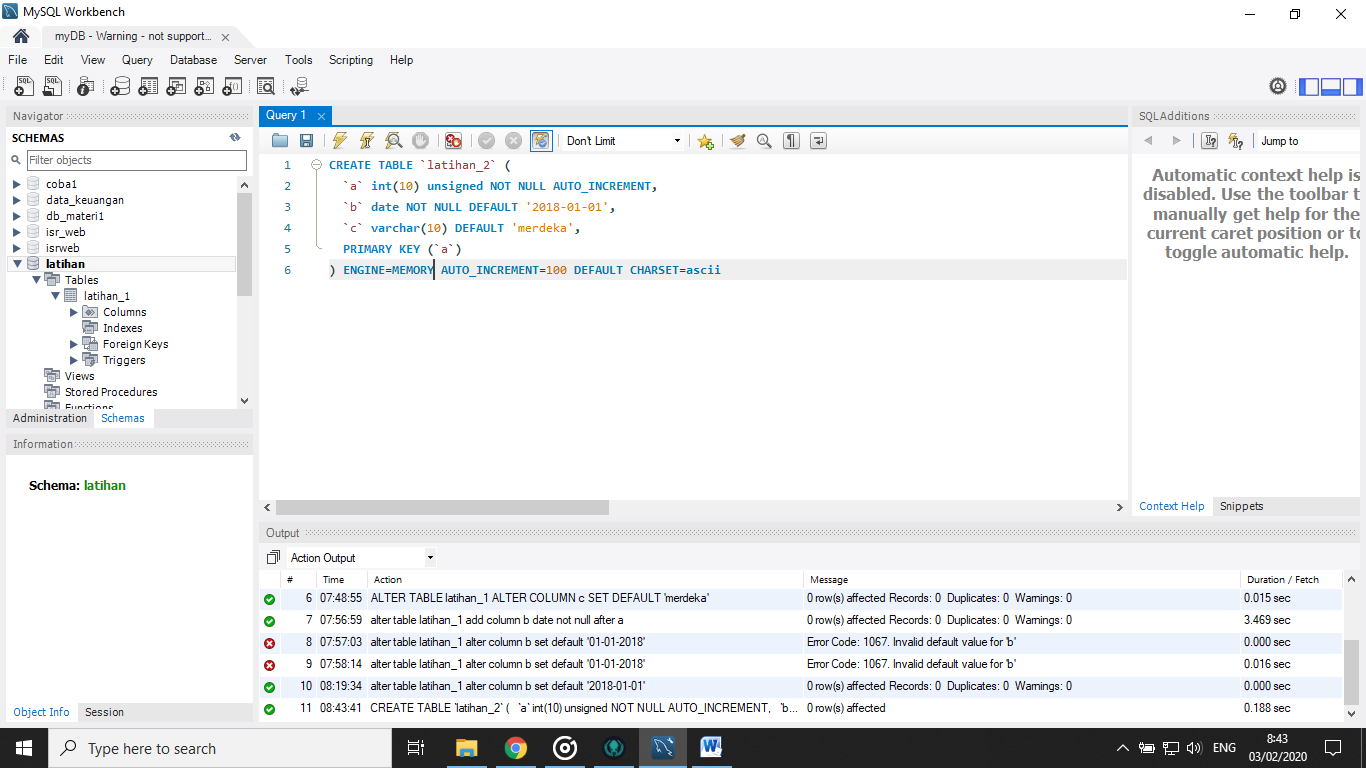 MySQL Workbench
myDB - Warning - not support...
File Edit View Query Database Server Tools Scripting Help
Navigator
SCHEMAS
Filter objects
coba1
data_keuangan
db_materi1
isr_web
isrweb
latihan
Tables
latihan_1
Columns
Indexes
Foreign Keys
Triggers
Views
Stored Procedures
Functions
Administration Schemas
Information
Schema: latihan
Object Info Session
Query 1
Don't Limit
1 CREATE TABLE `latihan_2` (
2 `a` int(10) unsigned NOT NULL AUTO_INCREMENT,
3 `b` date NOT NULL DEFAULT '2018-01-01',
4 `c` varchar(10) DEFAULT 'merdeka',
5 PRIMARY KEY (`a`)
6 ) ENGINE=MEMORY AUTO_INCREMENT=100 DEFAULT CHARSET=ascii
SQLAdditions
Jump to
Automatic context help is
disabled. Use the toolbar t
manually get help for the
current caret position or to
toggle automatic help.
Context Help Snippets
Output
Action Output
# Time Action Message Duration / Fetch
6 07:48:55 ALTER TABLE latihan_1 ALTER COLUMN c SET DEFAULT 'merdeka' 0 row(s) affected Records: 0 Duplicates: 0 Warnings: 0 0.015 sec
7 07:56:59 alter table latihan_1 add column b date not null after a 0 row(s) affected Records: 0 Duplicates: 0 Warnings: 0 3.469 sec
8 07:57:03 alter table latihan_1 alter column b set default '01-01-2018' Error Code: 1067. Invalid default value for 'b' 0.000 sec
9 07:58:14 alter table latihan_1 alter column b set default '01-01-2018' Error Code: 1067. Invalid default value for 'b' 0.016 sec
10 08:19:34 alter table latihan_1 alter column b set default '2018-01-01' 0 row(s) affected Records: 0 Duplicates: 0 Warnings: 0 0.000 sec
11 08:43:41 CREATE TABLE `latihan_2` ( `a` int(10) unsigned NOT NULL AUTO_INCREMENT, `b... 0 row(s) affected 0.188 sec
Type here to search
ENG
8:43
03/02/2020